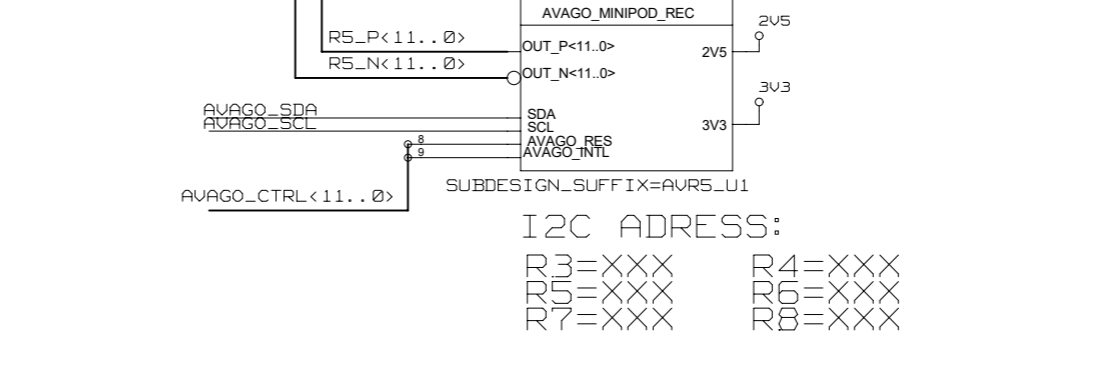 AVAGO_MINIPOD_REC
2V5
R5_P<11..0>
OUT_P<11..0>
2V5
R5_N<11..0>
OUT_N<11..0>
3V3
AVAGO_SDA
SDA
AVAGO_SCL
SCL
3V3
8
AVAGO_RES
9
AVAGO_INTL
SUBDESIGN_SUFFIX=AVR5_U1
AVAGO_CTRL<11..0>
I2C ADRESS:
R3=XXX R4=XXX
R5=XXX R6=XXX
R7=XXX R8=XXX